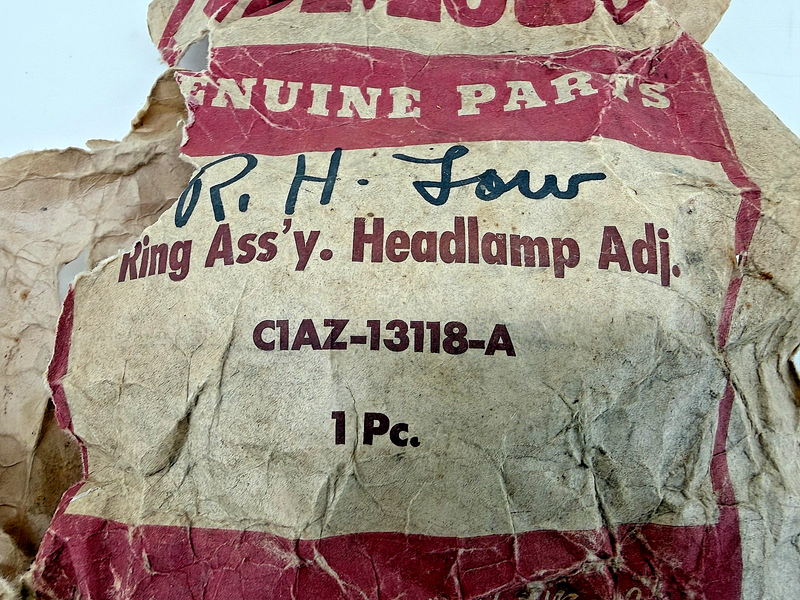 ENUINE PARTS
R. H. Low
Ring Ass'y. Headlamp Adj.
C1AZ-13118-A
1 Pc.